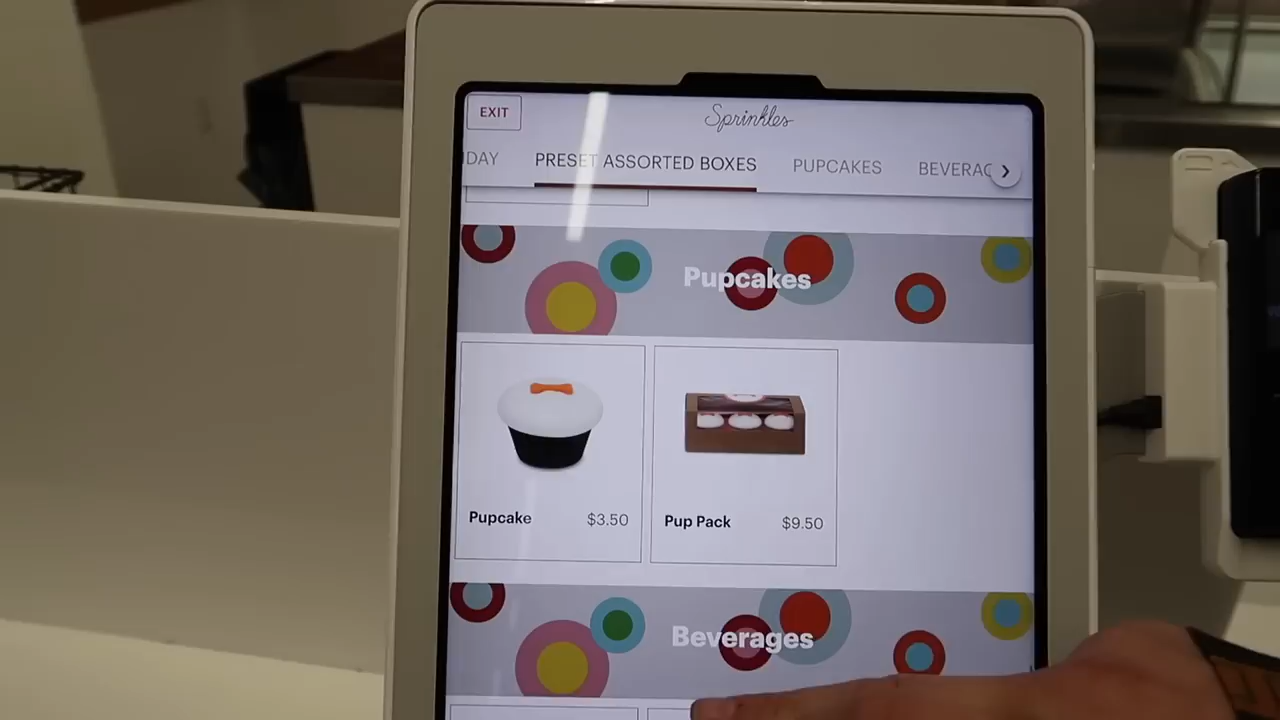 EXIT
Sprinkles
DAY
PRESET ASSORTED BOXES
PUPCAKES
BEVERAG
Pupcakes
Pupcake $3.50
Pup Pack $9.50
Beverages